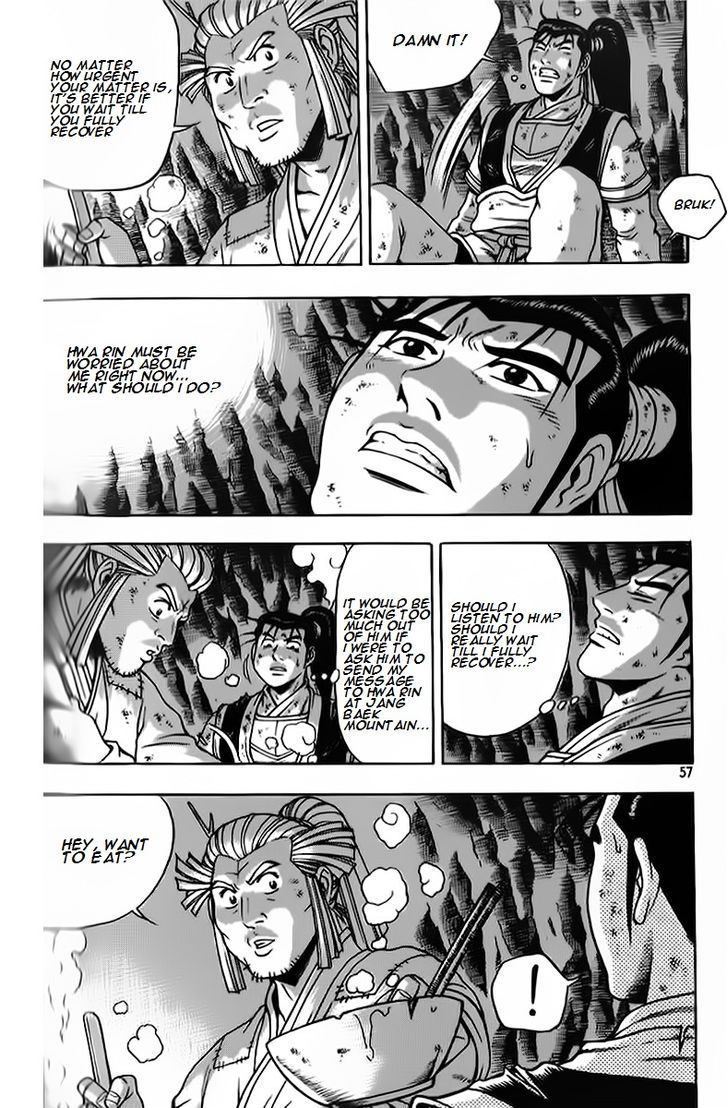 NO MATTER
HOW URGENT
YOUR MATTER IS,
IT'S BETTER IF
YOU WAIT TILL
YOU FULLY
RECOVER
DAMN IT!
BRUK!
HWA RIN MUST BE
WORRIED ABOUT
ME RIGHT NOW...
WHAT SHOULD I DO?
IT WOULD BE
ASKING TOO
MUCH OUT
OF HIM IF
I WERE TO
ASK HIM TO
SEND MY
MESSAGE
TO HWA RIN
AT JANG
BAEK
MOUNTAIN...
SHOULD I
LISTEN TO HIM?
SHOULD I
REALLY WAIT
TILL I FULLY
RECOVER...?
57
HEY, WANT
TO EAT?
!